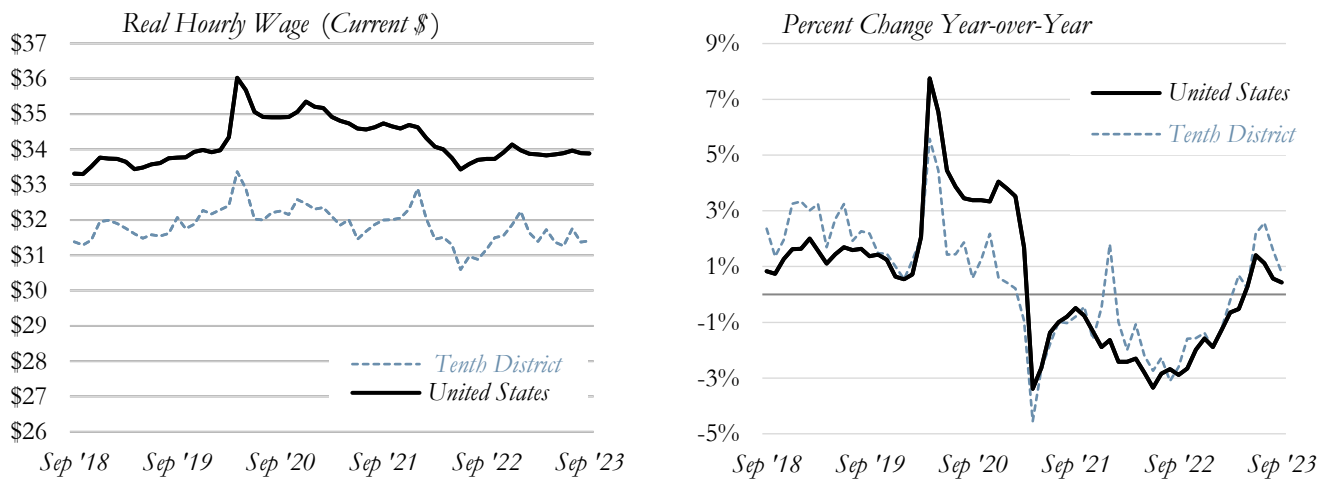 Real Hourly Wage (Current $)
$37
$36
$35
$34
$33
$32
$31
$30
$29
$28
$27
$26
Tenth District
United States
Sep '18 Sep '19 Sep '20 Sep '21 Sep '22 Sep '23
Percent Change Year-over-Year
9%
7%
5%
3%
1%
-1%
-3%
-5%
United States
Tenth District
Sep '18 Sep '19 Sep '20 Sep '21 Sep '22 Sep '23